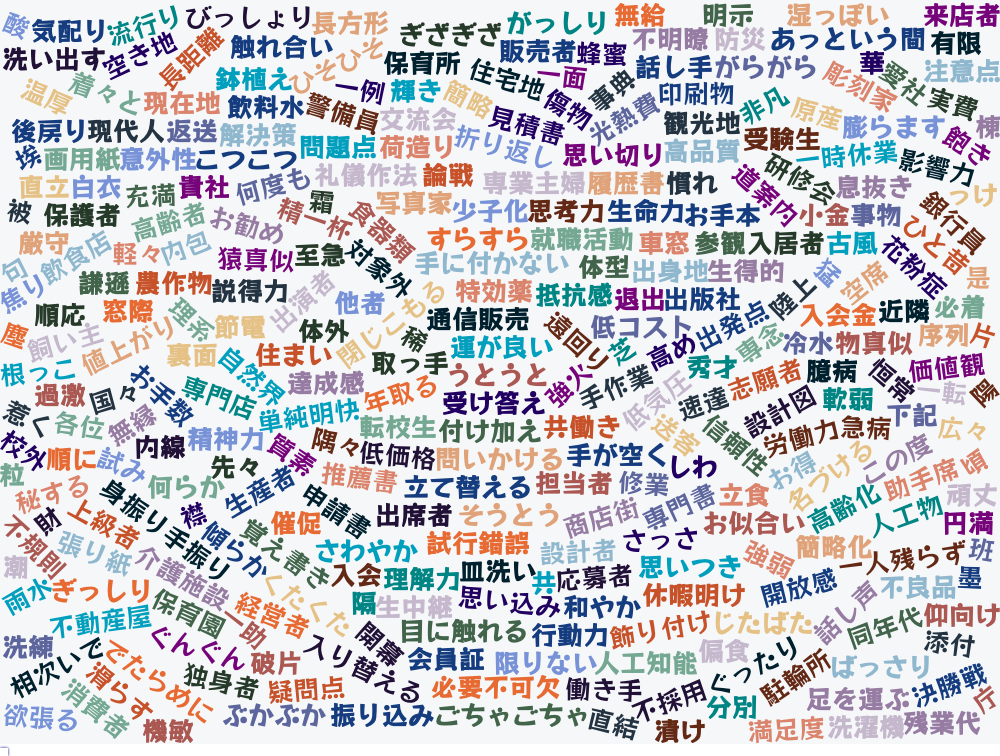 酸 気配り 流行り びっしょり 長方形 ぎざぎざ がっしり 無給 明示 湿っぽい 来店者
洗い出す 空き地 長距離 触れ合い ひそひそ 保育所 販売者 蜂蜜 不明瞭 防災 あっという間 有限
温厚 着々と 現在地 鉢植え 飲料水 一例 輝き 住宅地 一面 傷物 事典 話し手 がらがら 彫刻家 華 愛社 注意点
後戻り 現代人 返送 解決策 警備員 交流会 簡略 見積書 光熱費 印刷物 非凡 原産 実費 膨らます 棟
埃 画用紙 意外性 こつこつ 問題点 荷造り 折り返し 思い切り 観光地 高品質 受験生 一時休業 影響力 飽き
直立 白衣 充満 貴社 何度も 礼儀作法 論戦 専業主婦 履歴書 慣れ 道案内 研修会 息抜き っけ
被 保護者 高齢者 お勧め 精一杯 霜 食器類 写真家 少子化 思考力 生命力 お手本 小金 事物 銀行員
厳守 飲食店 軽々 内包 猿真似 至急 対象外 すらすら 就職活動 車窓 参観 入居者 古風 花粉症 ひと苦
句 焦り 謙遜 農作物 説得力 出演者 他者 手に付かない 体型 出身地 生得的 猛 空席 是
順応 窓際 理系 節電 体外 閉じこもる 特効薬 抵抗感 退出 出版社 陸上 入会金 近隣 必着
塵 飼い主 値上がり 裏面 自然界 住まい 稀 通信販売 運が良い 遠回り 芝 低コスト 高め 出発点 専念 冷水 物真似 序列 片
根っこ 過激 国々 お手数 専門店 達成感 取っ手 年取る うとうと 強火 手作業 低気圧 速達 秀才 志願者 臆病 恒常 価値観 一転 陽
惹く 各位 無縁 単純明快 転校生 受け答え 付け加え 共働き 送客 信頼性 設計図 軟弱 下記 広々
校外 順に 試み 内線 精神力 質素 隅々 低価格 問いかける 手が空く しわ お得 労働力 急病 名づける この度 助手席 頃
粒 秘する 何らか 先々 生産者 推薦書 立て替える 担当者 修業 専門書 立食 高齢化 人工物 頑丈
不規則 財 上級者 身振り手振り 襟 催促 申請書 出席者 そうとう 商店街 さっさ お似合い 簡略化 円満
潮 張り紙 介護施設 傾らか 覚え書き さわやか 試行錯誤 設計者 思いつき 強弱 一人残らず 班
雨水 ぎっしり 保育園 経営者 くたくた 入会 理解力 皿洗い 共 応募者 休暇明け 開放感 不良品 墨
不動産屋 ぐんぐん 一助 隔 生中継 思い込み 和やか 飾り付け じたばた 話し声 同年代 仰向け
洗練 相次いで でたらめに 破片 入り替える 開幕 目に触れる 行動力 偏食 ぐったり 駐輪所 ばっさり 添付
消費者 滑らす 独身者 疑問点 会員証 限りない 人工知能 必要不可欠 働き手 不採用 分別 足を運ぶ 決勝戦 庁
欲張る 機敏 ぶかぶか 振り込み ごちゃごちゃ 直結 漬け 満足度 洗濯機 残業代